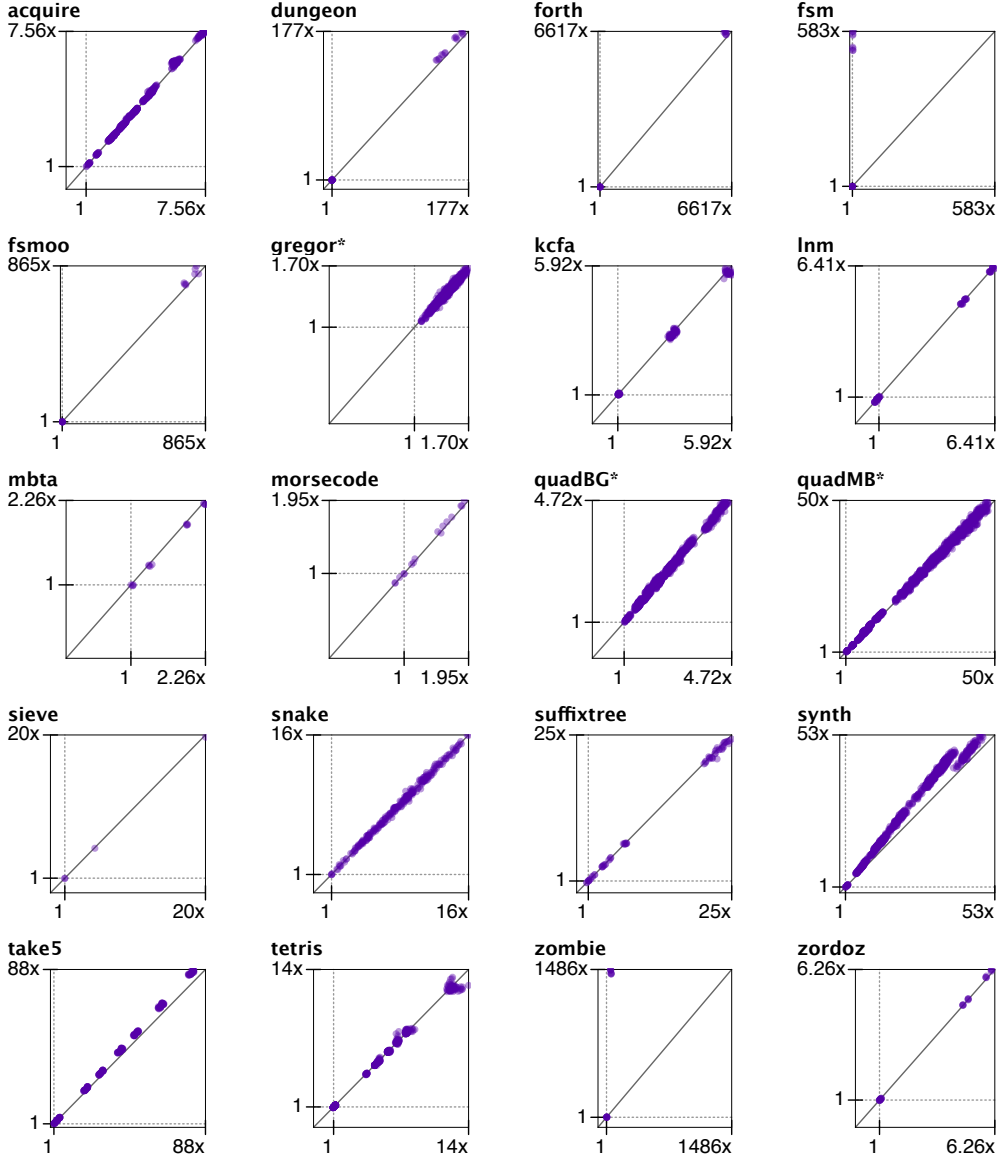 acquire dungeon forth fsm
7.56x 177x 6617x 583x
1 1 1 1
1 7.56x 1 177x 1 6617x 1 583x
fsmoo gregor* kcfa lnm
865x 1.70x 5.92x 6.41x
1 1 1 1
1 865x 1 1.70x 1 5.92x 1 6.41x
mbta morsecode quadBG* quadMB*
2.26x 1.95x 4.72x 50x
1 1 1 1
1 2.26x 1 1.95x 1 4.72x 1 50x
sieve snake suffixtree synth
20x 16x 25x 53x
1 1 1 1
1 20x 1 16x 1 25x 1 53x
take5 tetris zombie zordoz
88x 14x 1486x 6.26x
1 1 1 1
1 88x 1 14x 1 1486x 1 6.26x